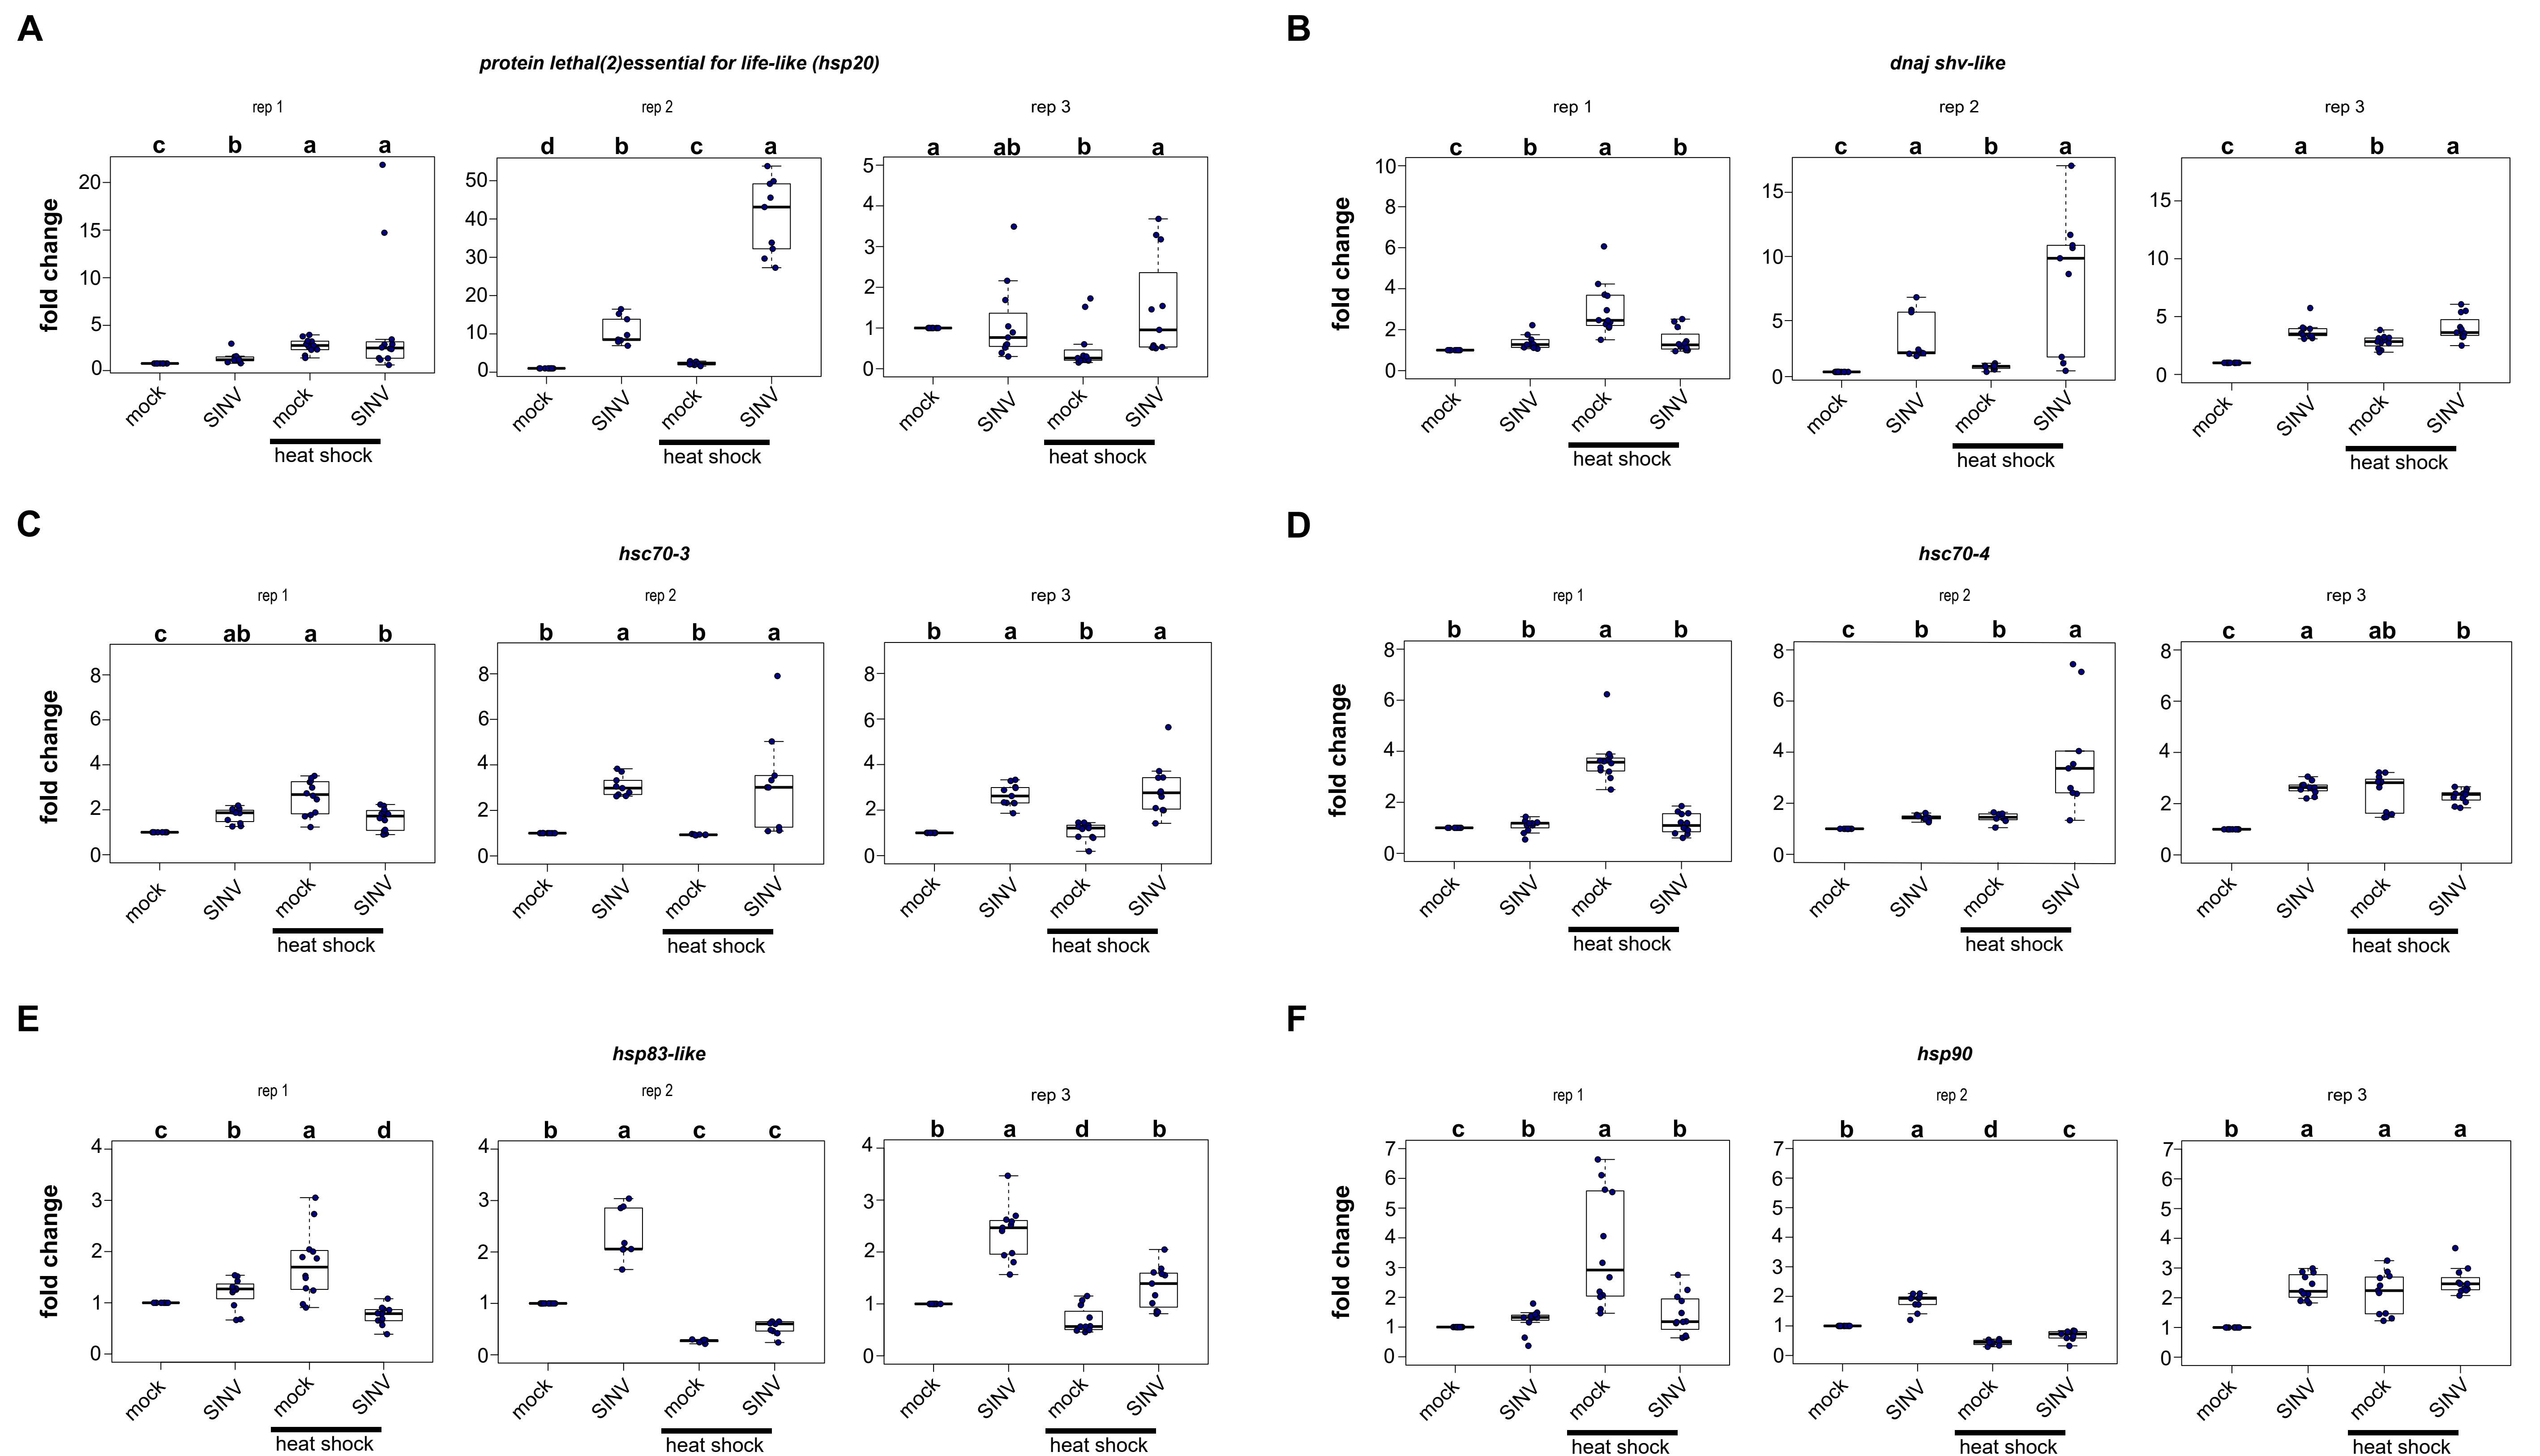 A
protein lethal(2)essential for life-like (hsp20)
rep 1
rep 2
rep 3
c b a a
d b c a
a ab b a
fold change
20
15
10
5
0
50
40
30
20
10
0
5
4
3
2
1
0
mock SINV mock SINV
heat shock
mock SINV mock SINV
heat shock
mock SINV mock SINV
heat shock
B
dnaj shv-like
rep 1
rep 2
rep 3
c b a b
c a b a
c a b a
fold change
10
8
6
4
2
0
15
10
5
0
15
10
5
0
mock SINV mock SINV
heat shock
mock SINV mock SINV
heat shock
mock SINV mock SINV
heat shock
C
hsc70-3
rep 1
rep 2
rep 3
c ab a b
b a b a
b a b a
fold change
8
6
4
2
0
8
6
4
2
0
8
6
4
2
0
mock SINV mock SINV
heat shock
mock SINV mock SINV
heat shock
mock SINV mock SINV
heat shock
D
hsc70-4
rep 1
rep 2
rep 3
b b a b
c b b a
c a ab b
fold change
8
6
4
2
0
8
6
4
2
0
8
6
4
2
0
mock SINV mock SINV
heat shock
mock SINV mock SINV
heat shock
mock SINV mock SINV
heat shock
E
hsp83-like
rep 1
rep 2
rep 3
c b a d
b a c c
b a d b
fold change
4
3
2
1
0
4
3
2
1
0
4
3
2
1
0
mock SINV mock SINV
heat shock
mock SINV mock SINV
heat shock
mock SINV mock SINV
heat shock
F
hsp90
rep 1
rep 2
rep 3
c b a b
b a d c
b a a a
fold change
7
6
5
4
3
2
1
0
7
6
5
4
3
2
1
0
7
6
5
4
3
2
1
0
mock SINV mock SINV
heat shock
mock SINV mock SINV
heat shock
mock SINV mock SINV
heat shock